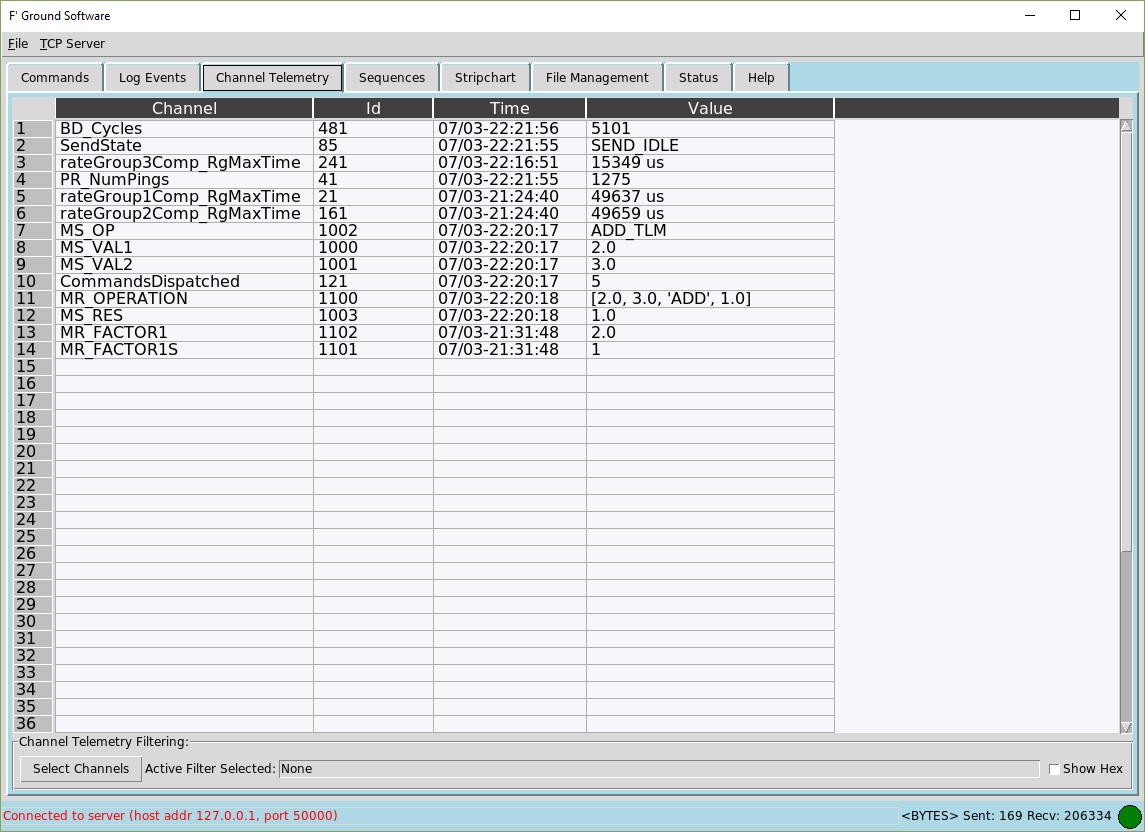 F' Ground Software
File TCP Server
Commands Log Events Channel Telemetry Sequences Stripchart File Management Status Help
Channel Id Time Value
1 BD_Cycles 481 07/03-22:21:56 5101
2 SendState 85 07/03-22:21:55 SEND_IDLE
3 rateGroup3Comp_RgMaxTime 241 07/03-22:16:51 15349 us
4 PR_NumPings 41 07/03-22:21:55 1275
5 rateGroup1Comp_RgMaxTime 21 07/03-21:24:40 49637 us
6 rateGroup2Comp_RgMaxTime 161 07/03-21:24:40 49659 us
7 MS_OP 1002 07/03-22:20:17 ADD_TLM
8 MS_VAL1 1000 07/03-22:20:17 2.0
9 MS_VAL2 1001 07/03-22:20:17 3.0
10 CommandsDispatched 121 07/03-22:20:17 5
11 MR_OPERATION 1100 07/03-22:20:18 [2.0, 3.0, 'ADD', 1.0]
12 MS_RES 1003 07/03-22:20:18 1.0
13 MR_FACTOR1 1102 07/03-21:31:48 2.0
14 MR_FACTOR1S 1101 07/03-21:31:48 1
15
16
17
18
19
20
21
22
23
24
25
26
27
28
29
30
31
32
33
34
35
36
Channel Telemetry Filtering:
Select Channels Active Filter Selected: None Show Hex
Connected to server (host addr 127.0.0.1, port 50000) <BYTES> Sent: 169 Recv: 206334